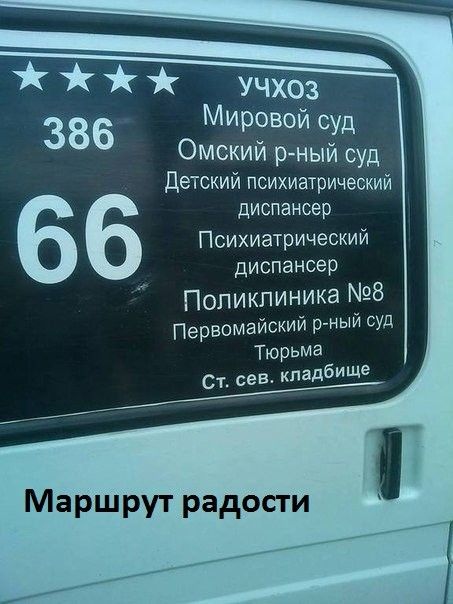 ★★★★
386
66
УЧХОЗ
Мировой суд
Омский р-ный суд
Детский психиатрический
диспансер
Психиатрический
диспансер
Поликлиника №8
Первомайский р-ный суд
Тюрьма
Ст. сев. кладбище
Маршрут радости